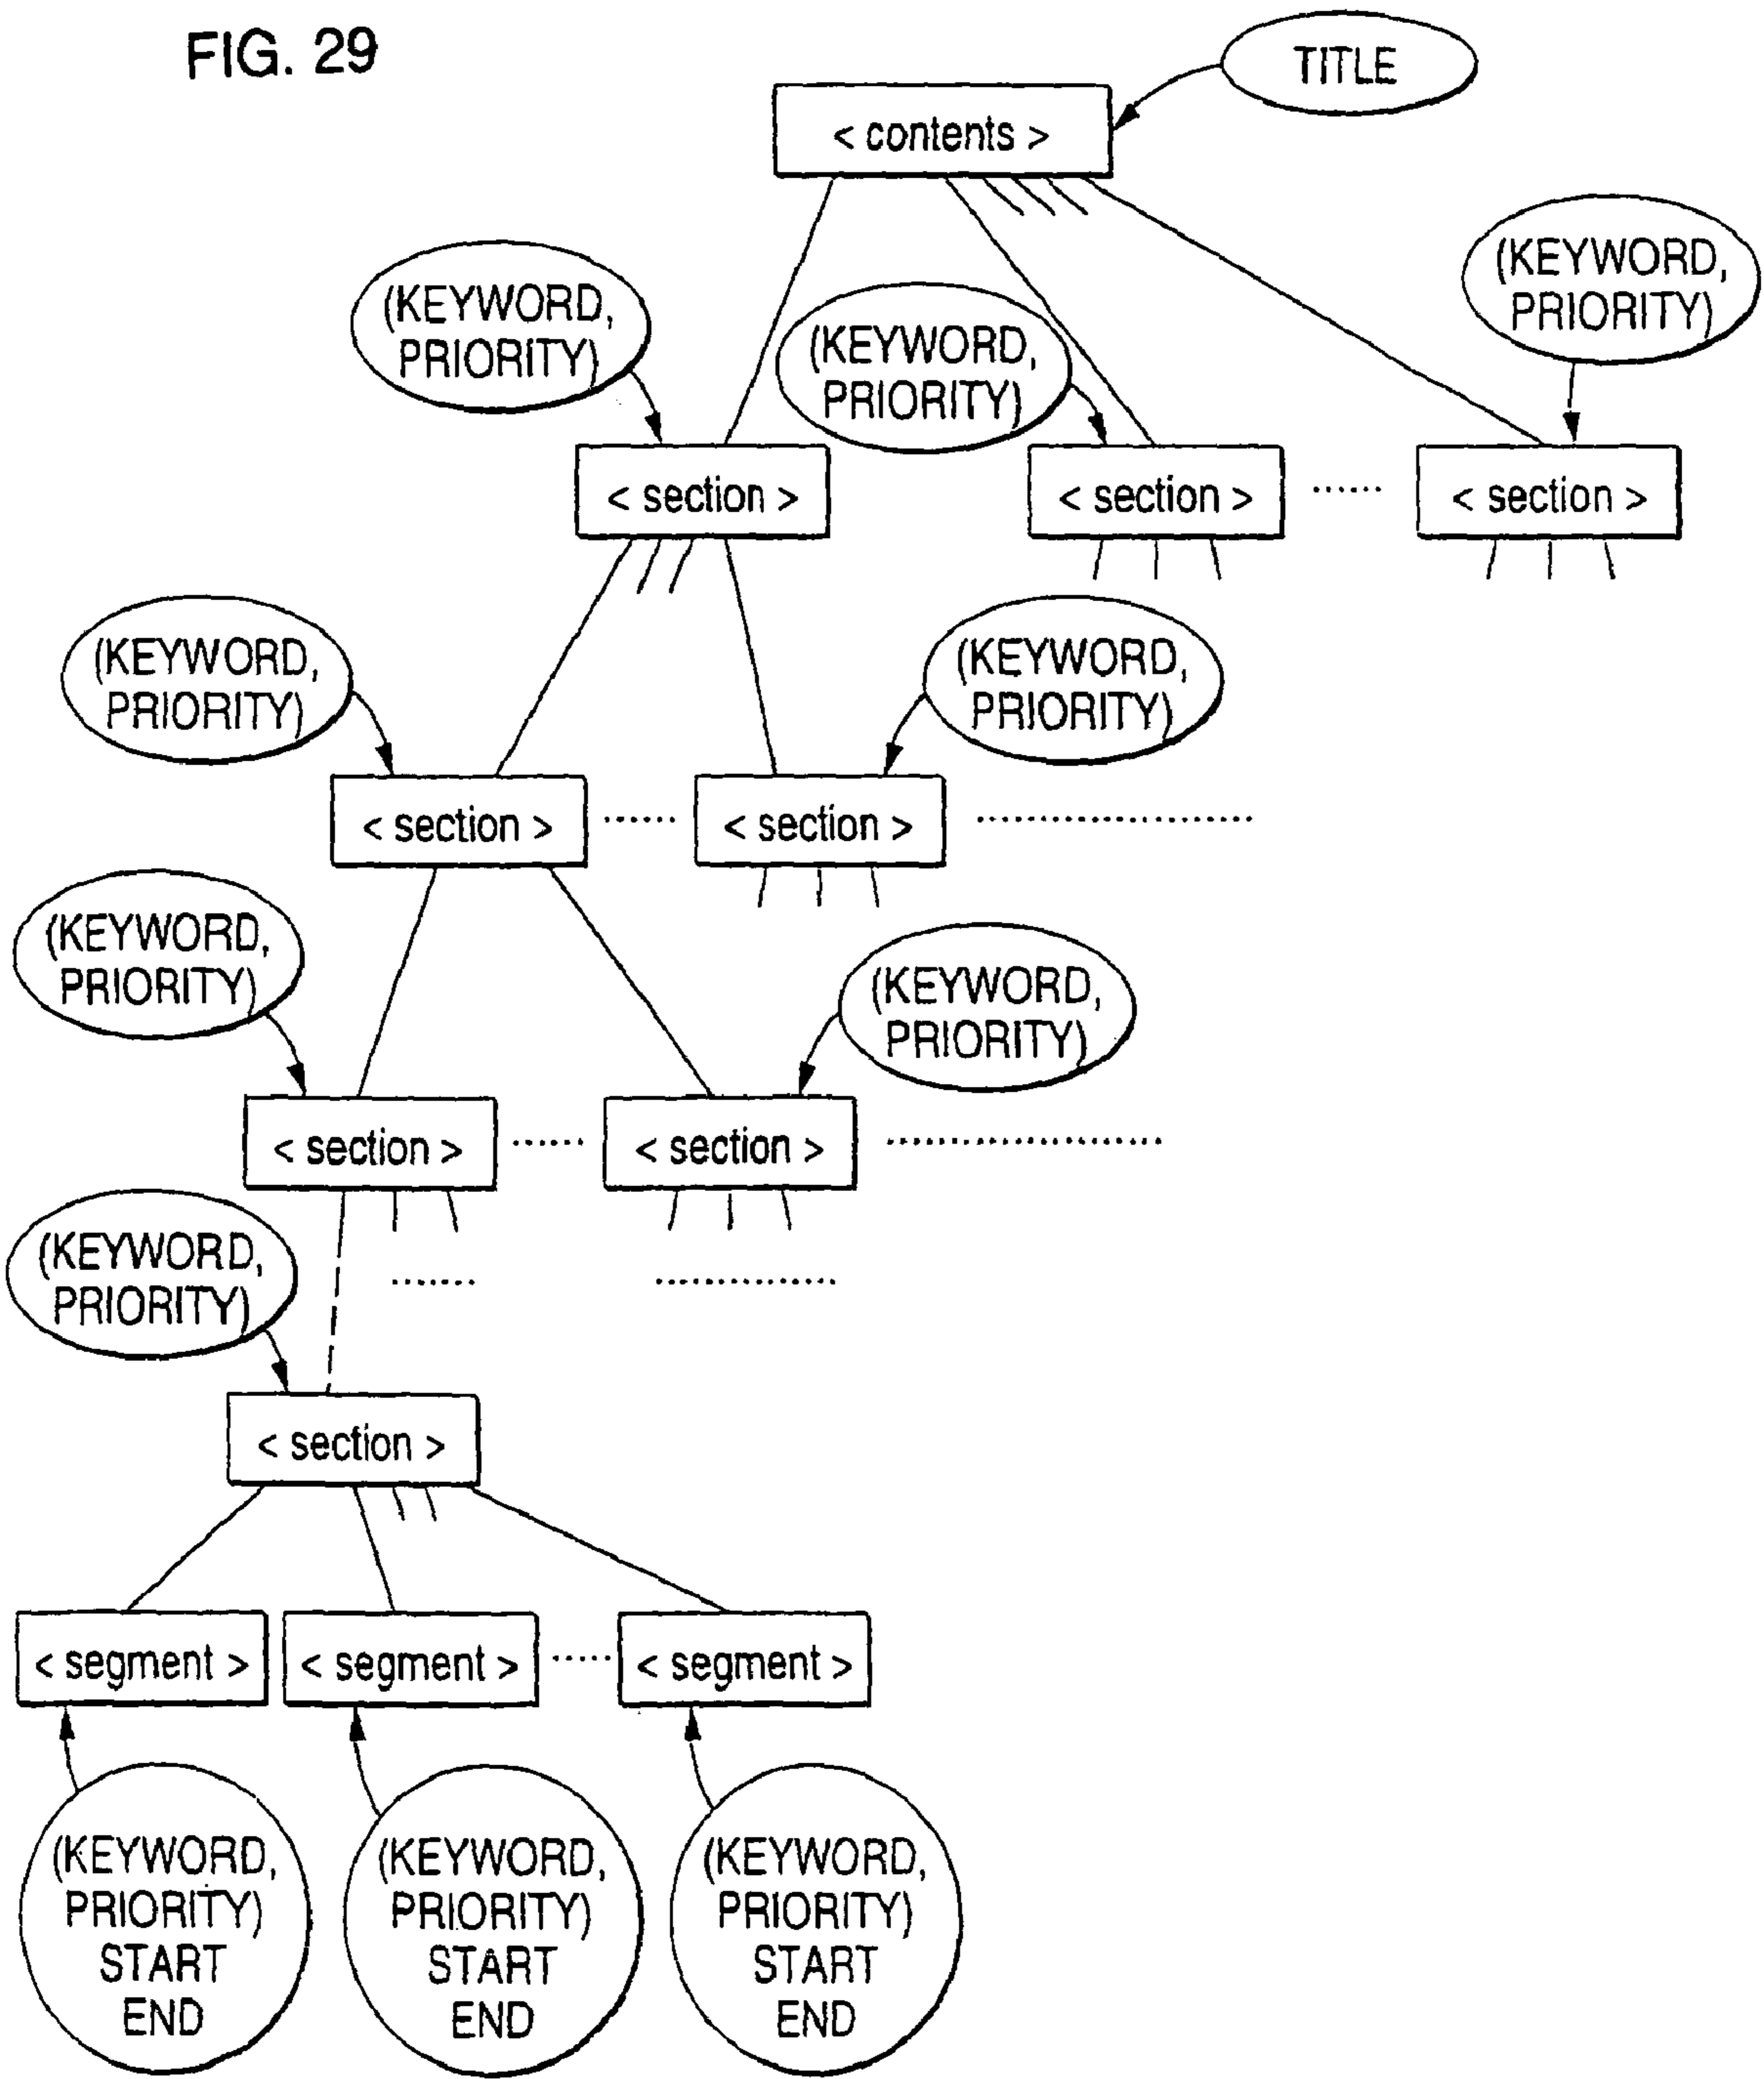 FIG. 29
TITLE
< contents >
(KEYWORD,
PRIORITY)
(KEYWORD,
PRIORITY)
(KEYWORD,
PRIORITY)
< section >
< section >
< section >
(KEYWORD,
PRIORITY)
(KEYWORD,
PRIORITY)
< section >
< section >
(KEYWORD,
PRIORITY)
(KEYWORD,
PRIORITY)
< section >
< section >
(KEYWORD,
PRIORITY)
< section >
< segment >
< segment >
< segment >
(KEYWORD,
PRIORITY)
START
END
(KEYWORD,
PRIORITY)
START
END
(KEYWORD,
PRIORITY)
START
END